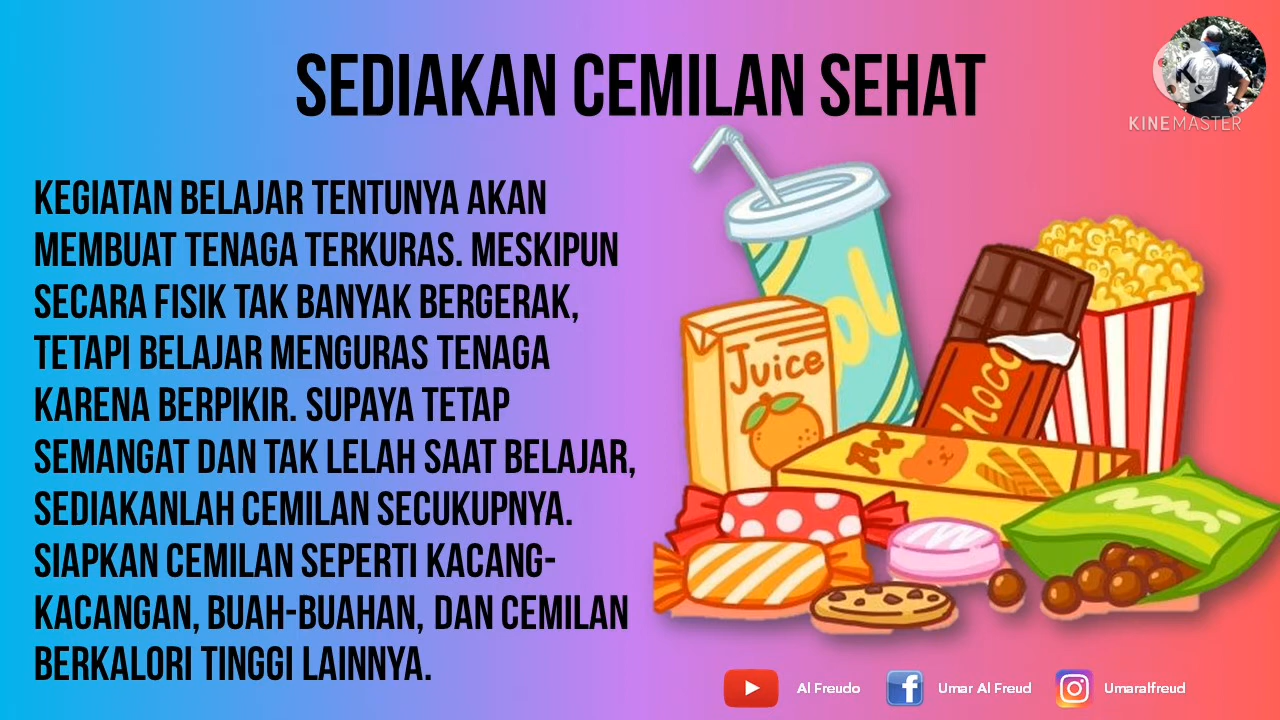 SEDIAKAN CEMILAN SEHAT
KINEMASTER
KEGIATAN BELAJAR TENTUNYA AKAN
MEMBUAT TENAGA TERKURAS. MESKIPUN
SECARA FISIK TAK BANYAK BERGERAK,
TETAPI BELAJAR MENGURAS TENAGA
KARENA BERPIKIR. SUPAYA TETAP
SEMANGAT DAN TAK LELAH SAAT BELAJAR,
SEDIAKANLAH CEMILAN SECUKUPNYA.
SIAPKAN CEMILAN SEPERTI KACANG-
KACANGAN, BUAH-BUAHAN, DAN CEMILAN
BERKALORI TINGGI LAINNYA.
Juice
Al Freudo
Umar Al Freud
Umaralfreud